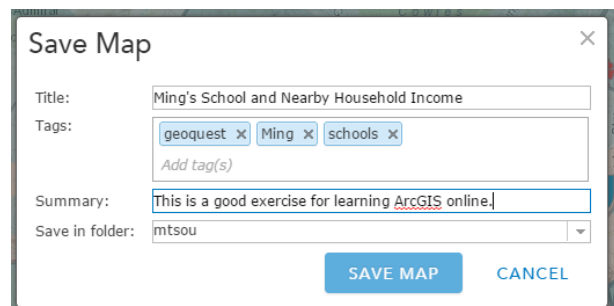 Save Map
Title: Ming's School and Nearby Household Income
Tags: geoquest Ming schools
Add tag(s)
Summary: This is a good exercise for learning ArcGIS online.
Save in folder: mtsou
SAVE MAP CANCEL